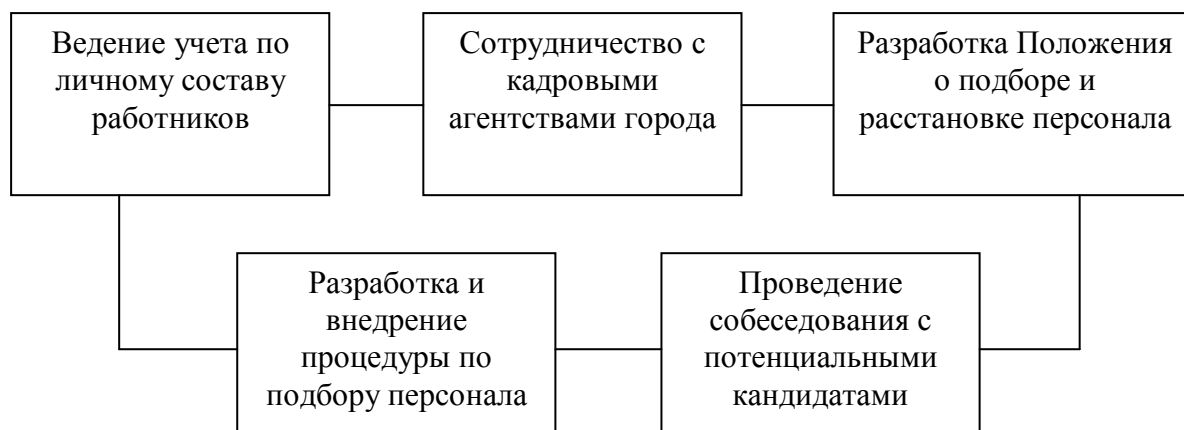 Ведение учета по
личному составу
работников
Сотрудничество с
кадровыми
агентствами города
Разработка Положения
о подборе и
расстановке персонала
Разработка и
внедрение
процедуры по
подбору персонала
Проведение
собеседования с
потенциальными
кандидатами